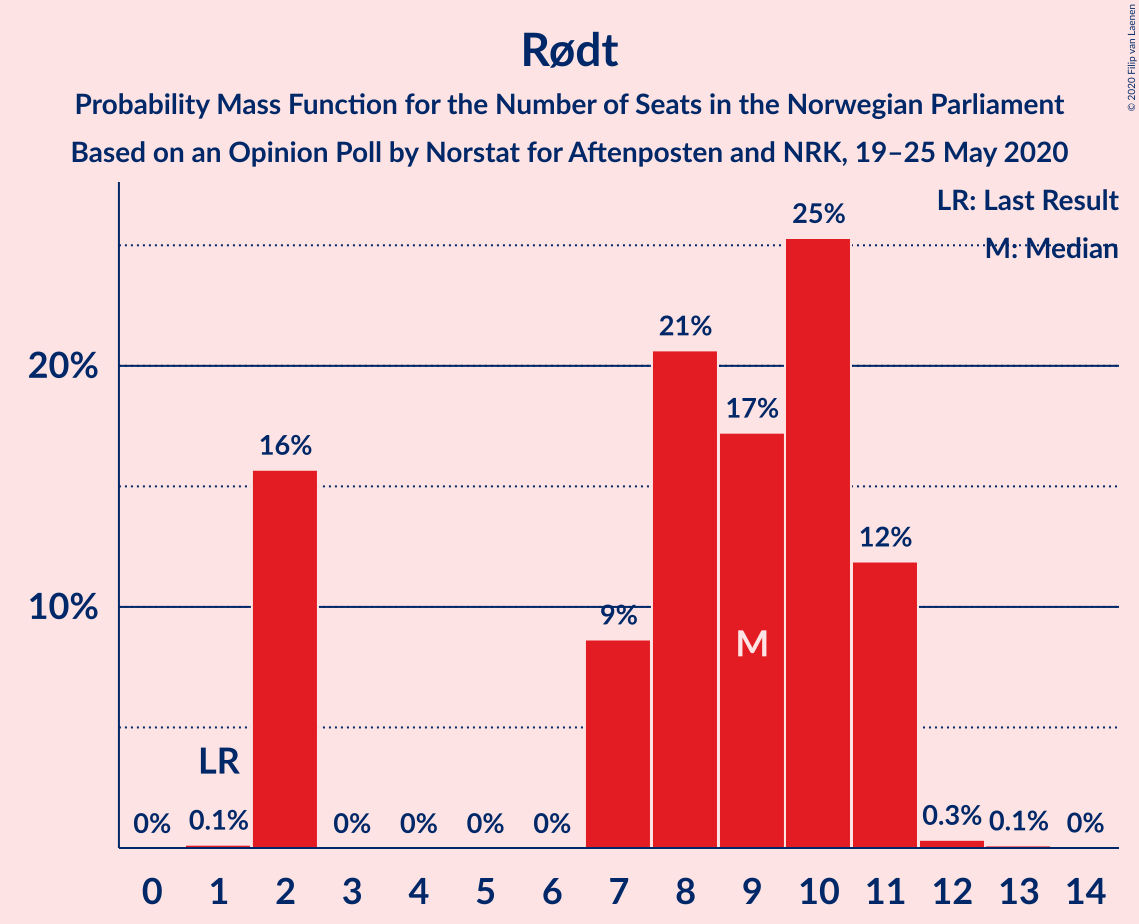 Rødt
Probability Mass Function for the Number of Seats in the Norwegian Parliament
Based on an Opinion Poll by Norstat for Aftenposten and NRK, 19–25 May 2020
© 2020 Filip van Laenen
LR: Last Result
M: Median
25%
21%
20%
17%
16%
12%
10%
9%
M
LR
0% 0.1% 0% 0% 0% 0% 0.3% 0.1% 0%
0 1 2 3 4 5 6 7 8 9 10 11 12 13 14